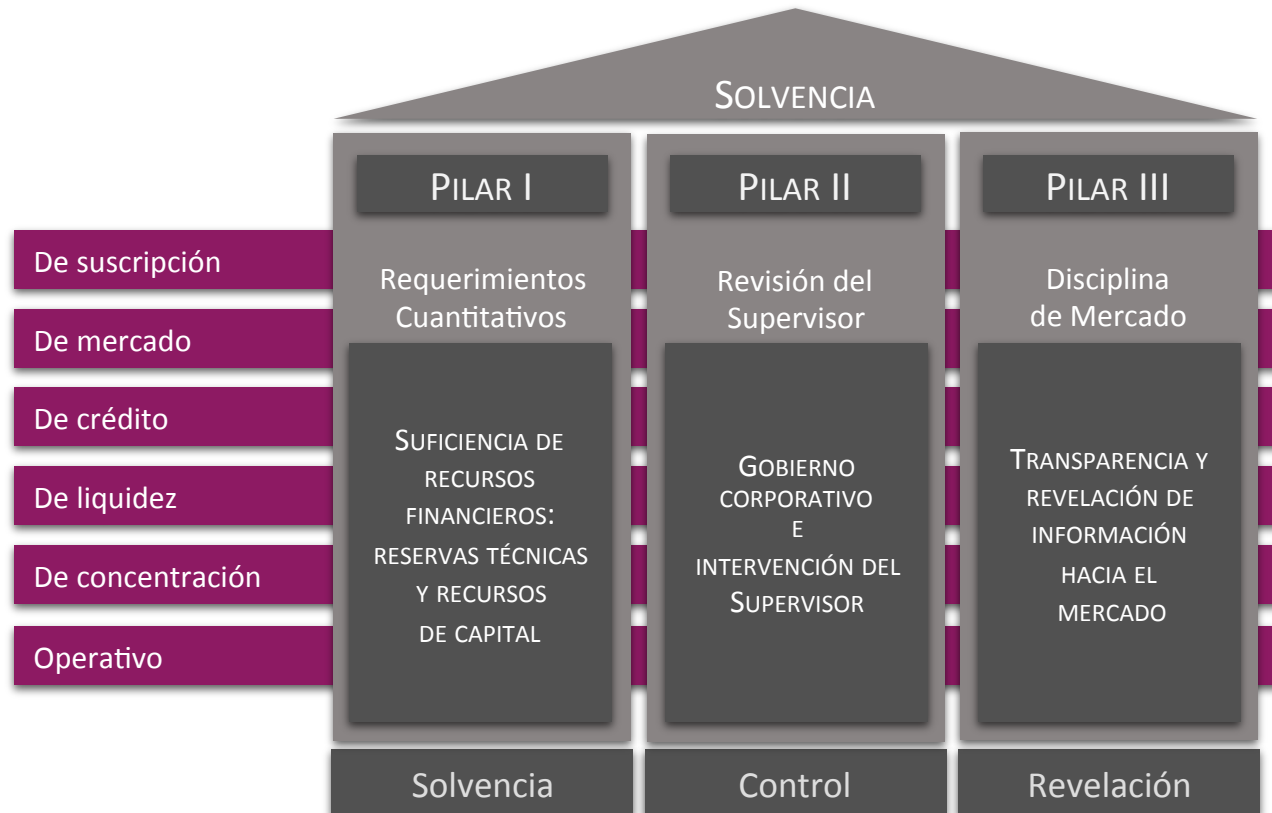 SOLVENCIA
PILAR I
PILAR II
PILAR III
De suscripción
De mercado
De crédito
De liquidez
De concentración
Operativo
Requerimientos
Cuantitativos
SUFICIENCIA DE
RECURSOS
FINANCIEROS:
RESERVAS TÉCNICAS
Y RECURSOS
DE CAPITAL
Solvencia
Revisión del
Supervisor
GOBIERNO
CORPORATIVO
E
INTERVENCIÓN DEL
SUPERVISOR
Control
Disciplina
de Mercado
TRANSPARENCIA Y
REVELACIÓN DE
INFORMACIÓN
HACIA EL
MERCADO
Revelación